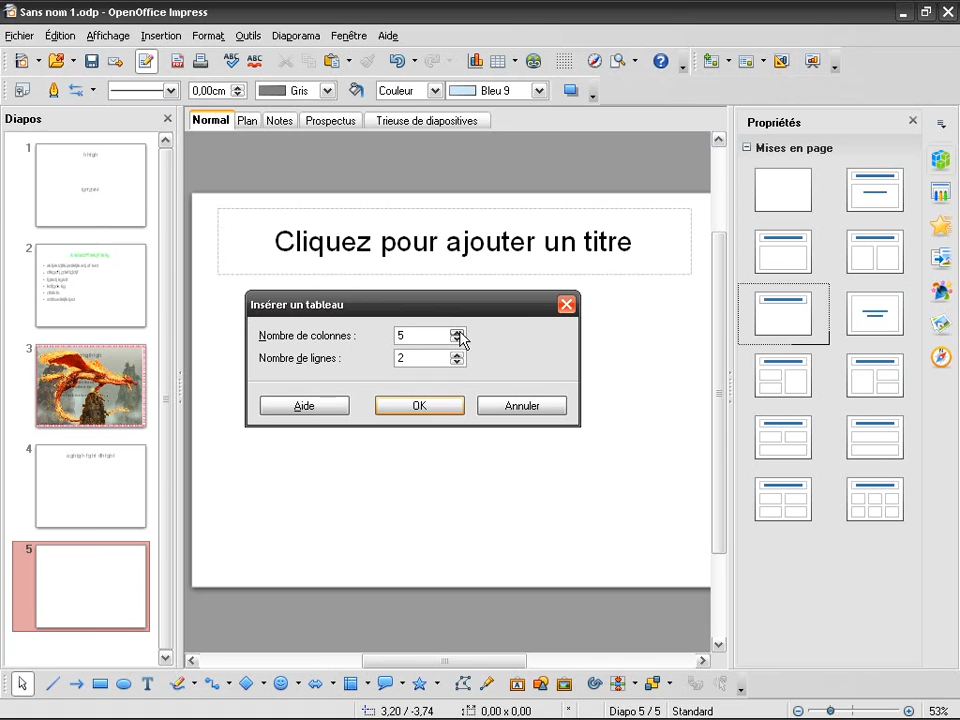 Sans nom 1.odp - OpenOffice Impress
Fichier Édition Affichage Insertion Format Outils Diaporama Fenêtre Aide
0,00cm Gris Couleur Bleu 9
Diapos
Normal Plan Notes Prospectus Trieuse de diapositives
Propriétés
Mises en page
1
2
3
4
5
Cliquez pour ajouter un titre
Insérer un tableau
Nombre de colonnes : 5
Nombre de lignes : 2
Aide OK Annuler
3,20 / -3,74 0,00 x 0,00 * Diapo 5 / 5 Standard 53%